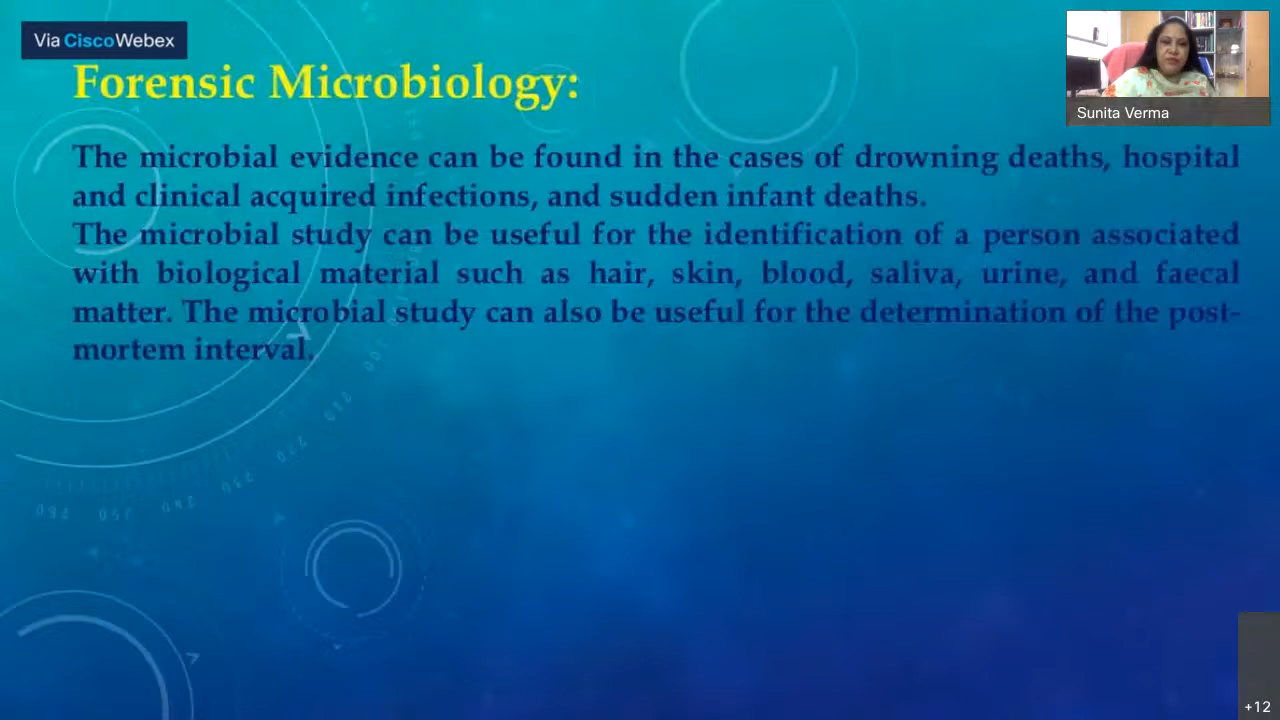 Via CiscoWebex
Forensic Microbiology:
Sunita Verma
The microbial evidence can be found in the cases of drowning deaths, hospital
and clinical acquired infections, and sudden infant deaths.
The microbial study can be useful for the identification of a person associated
with biological material such as hair, skin, blood, saliva, urine, and faecal
matter. The microbial study can also be useful for the determination of the post-
mortem interval.
+12